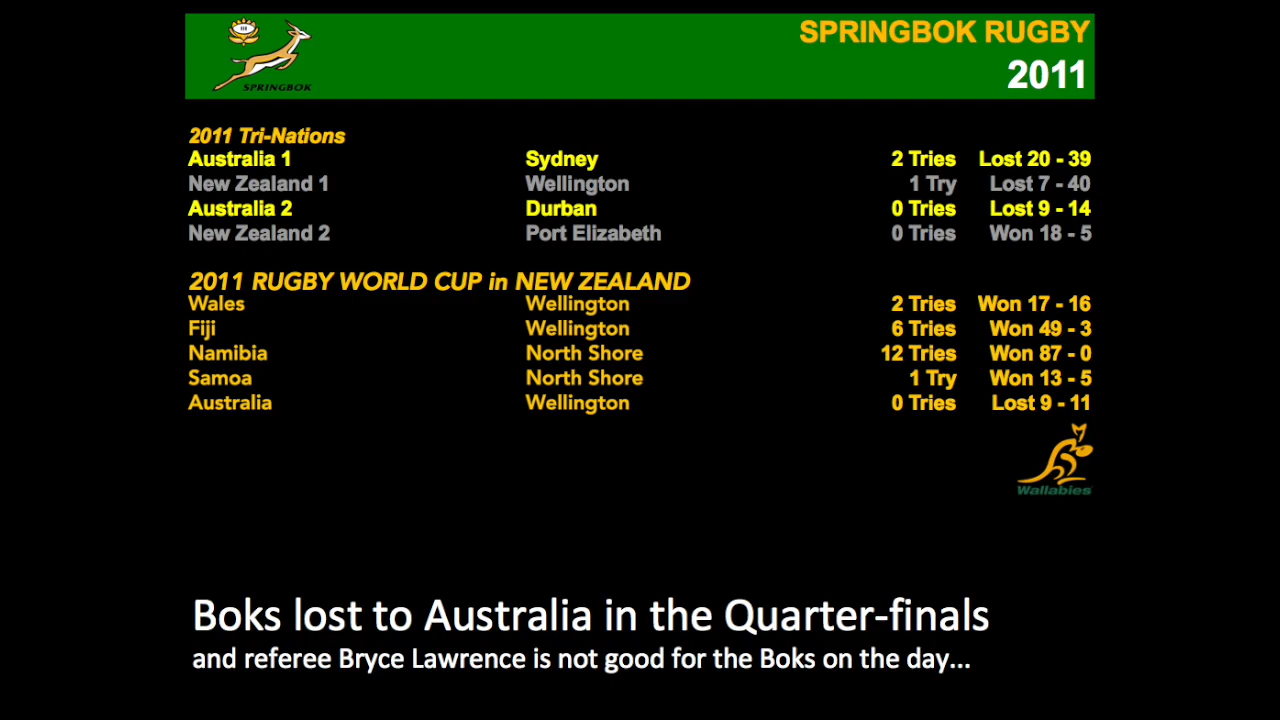 SPRINGBOK RUGBY
2011
SPRINGBOK
2011 Tri-Nations
Australia 1 Sydney 2 Tries Lost 20 - 39
New Zealand 1 Wellington 1 Try Lost 7 - 40
Australia 2 Durban 0 Tries Lost 9 - 14
New Zealand 2 Port Elizabeth 0 Tries Won 18 - 5
2011 RUGBY WORLD CUP in NEW ZEALAND
Wales Wellington 2 Tries Won 17 - 16
Fiji Wellington 6 Tries Won 49 - 3
Namibia North Shore 12 Tries Won 87 - 0
Samoa North Shore 1 Try Won 13 - 5
Australia Wellington 0 Tries Lost 9 - 11
Wallabies
Boks lost to Australia in the Quarter-finals
and referee Bryce Lawrence is not good for the Boks on the day...